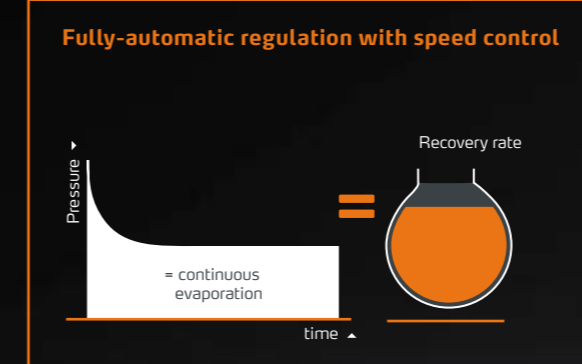 Fully-automatic regulation with speed control
Recovery rate
Pressure
= continuous
evaporation
time